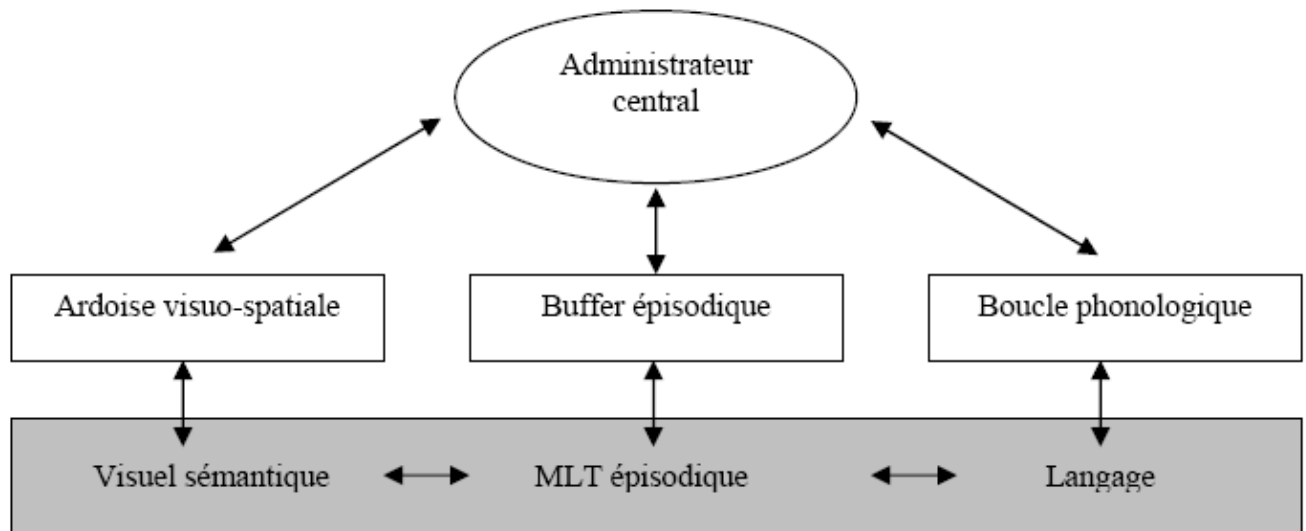 Administrateur
central
Ardoise visuo-spatiale
Buffer épisodique
Boucle phonologique
Visuel sémantique
MLT épisodique
Langage